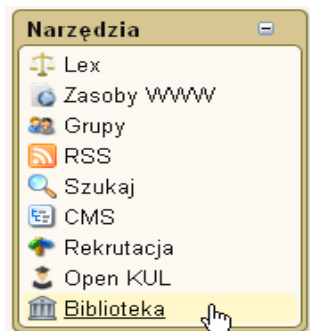 Narzędzia
Lex
Zasoby WWW
Grupy
RSS
Szukaj
CMS
Rekrutacja
Open KUL
Biblioteka